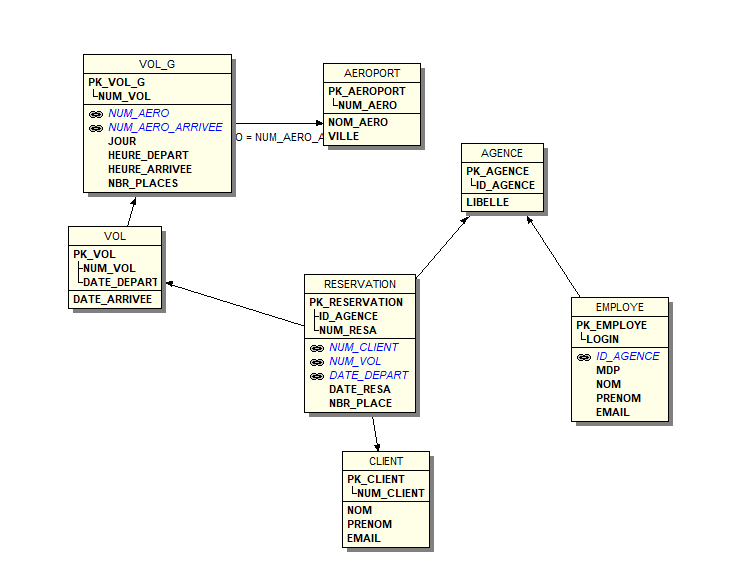 VOL_G
PK_VOL_G
NUM_VOL
NUM_AERO
NUM_AERO_ARRIVEE
JOUR
HEURE_DEPART
HEURE_ARRIVEE
NBR_PLACES
O = NUM_AERO_A
AEROPORT
PK_AEROPORT
NUM_AERO
NOM_AERO
VILLE
AGENCE
PK_AGENCE
ID_AGENCE
LIBELLE
VOL
PK_VOL
NUM_VOL
DATE_DEPART
DATE_ARRIVEE
RESERVATION
PK_RESERVATION
ID_AGENCE
NUM_RESA
NUM_CLIENT
NUM_VOL
DATE_DEPART
DATE_RESA
NBR_PLACE
EMPLOYE
PK_EMPLOYE
LOGIN
ID_AGENCE
MDP
NOM
PRENOM
EMAIL
CLIENT
PK_CLIENT
NUM_CLIENT
NOM
PRENOM
EMAIL